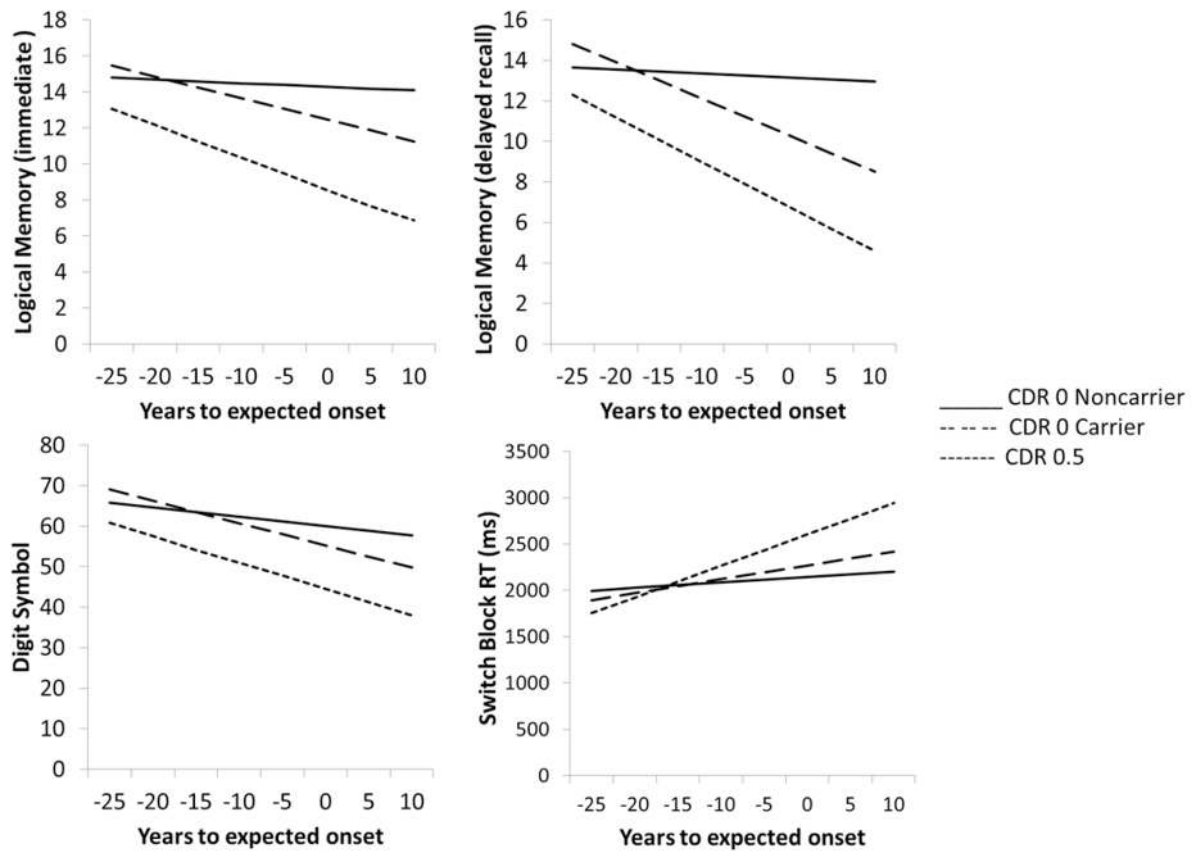 Logical Memory (immediate )
18
16
14
12
10
8
6
4
2
0
-25 -20 -15 -10 -5 0 5 10
Years to expected onset
Logical Memory (delayed recall)
16
14
12
10
8
6
4
2
0
-25 -20 -15 -10 -5 0 5 10
Years to expected onset
CDR 0 Noncarrier
CDR 0 Carrier
CDR 0.5
Digit Symbol
80
70
60
50
40
30
20
10
0
-25 -20 -15 -10 -5 0 5 10
Years to expected onset
Switch Block RT (ms)
3500
3000
2500
2000
1500
1000
500
0
-25 -20 -15 -10 -5 0 5 10
Years to expected onset